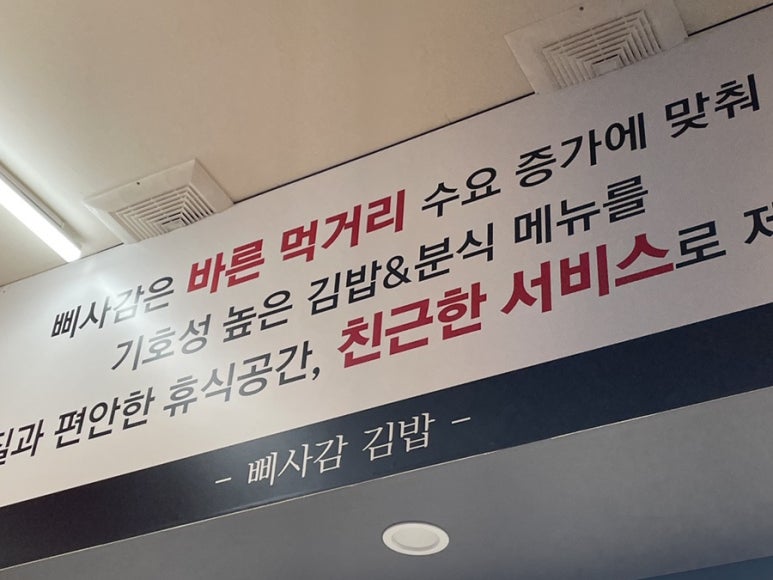 삐사감은 바른 먹거리 수요 증가에 맞춰
기호성 높은 김밥&분식 메뉴를
질과 편안한 휴식공간, 친근한 서비스로
- 삐사감 김밥 -